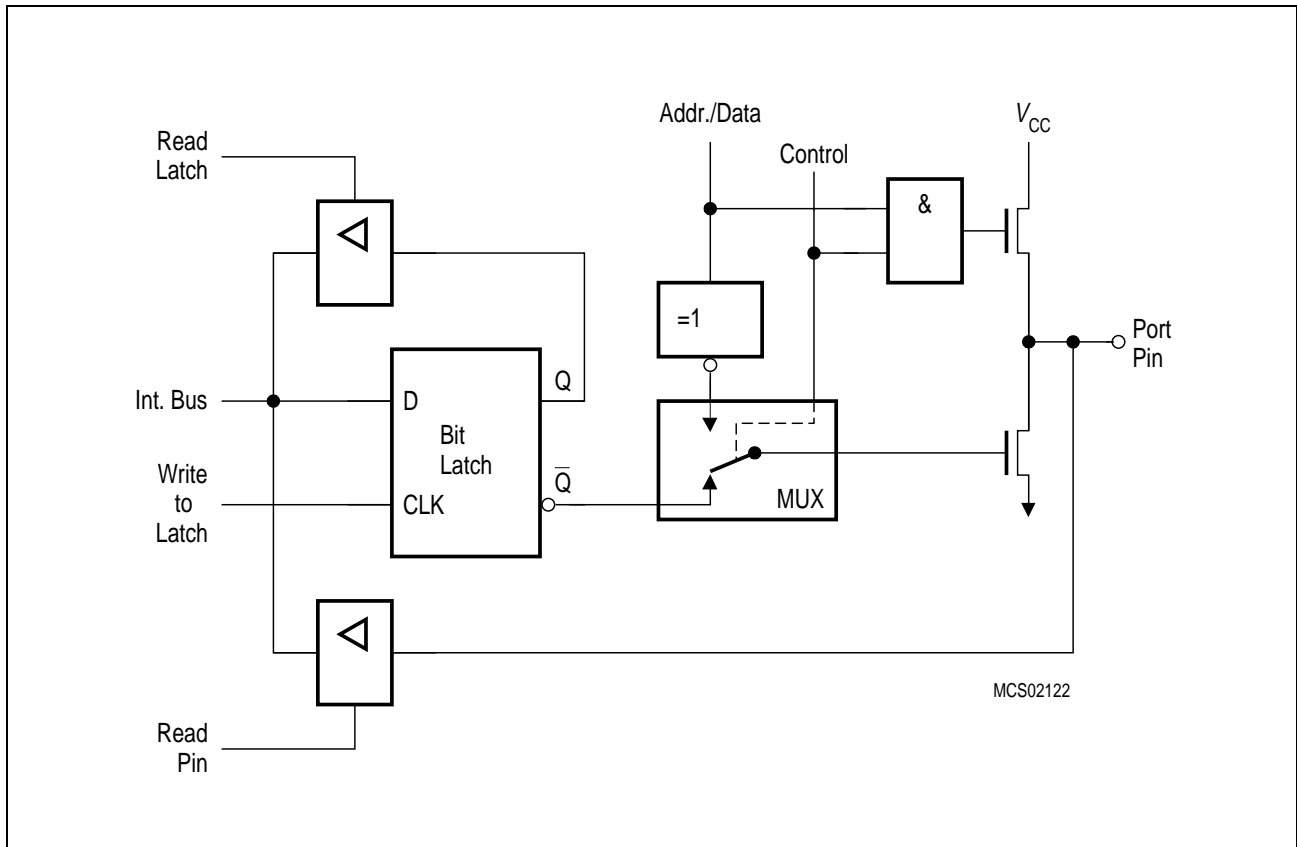 Addr./Data
VCC
Read
Latch
Control
&
=1
Port
Pin
Int. Bus
D
Q
Bit
Latch
Q̅
Write
to
Latch
CLK
MUX
MCS02122
Read
Pin